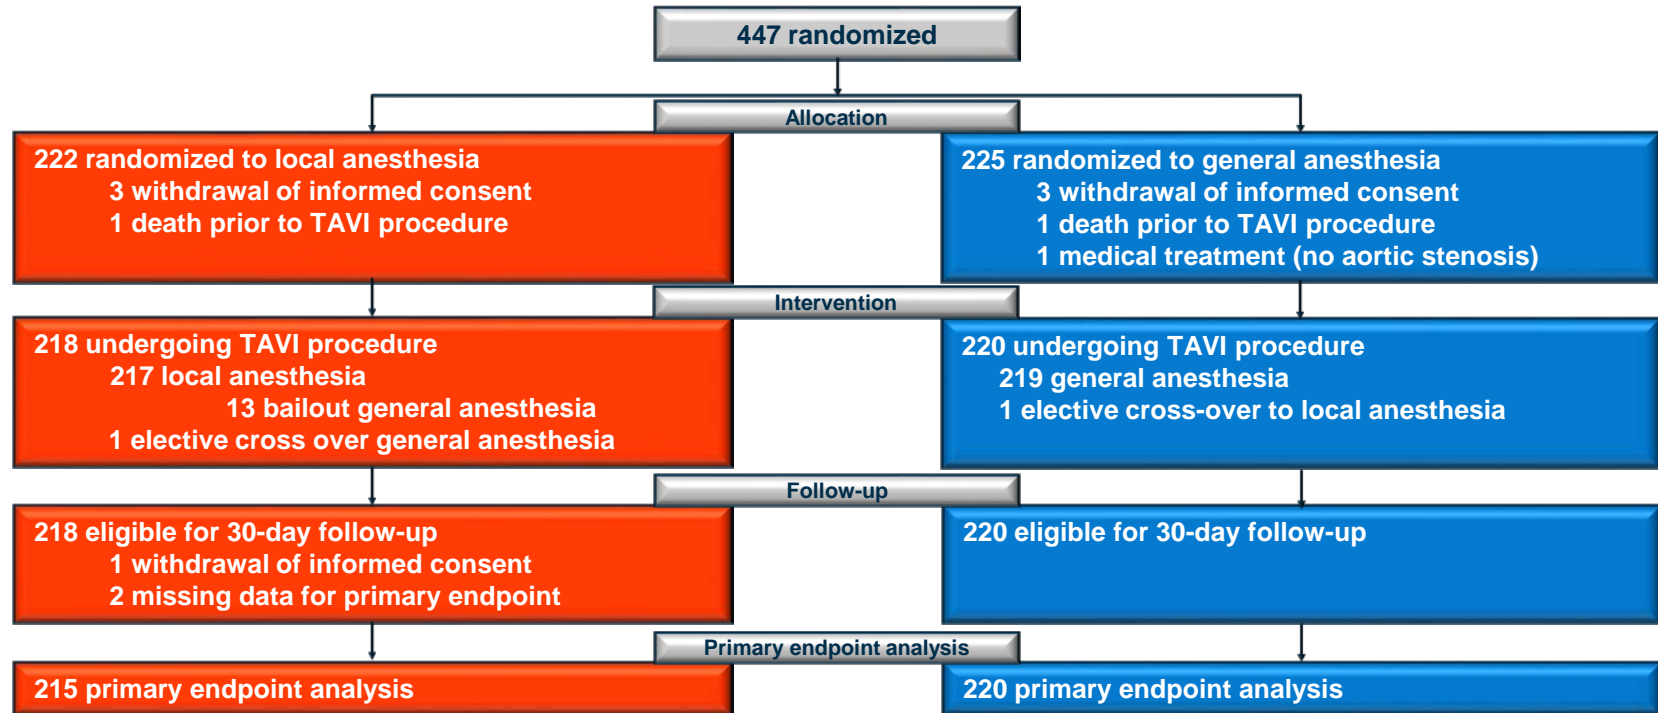 447 randomized
Allocation
222 randomized to local anesthesia
3 withdrawal of informed consent
1 death prior to TAVI procedure
225 randomized to general anesthesia
3 withdrawal of informed consent
1 death prior to TAVI procedure
1 medical treatment (no aortic stenosis)
Intervention
218 undergoing TAVI procedure
217 local anesthesia
13 bailout general anesthesia
1 elective cross over general anesthesia
220 undergoing TAVI procedure
219 general anesthesia
1 elective cross-over to local anesthesia
Follow-up
218 eligible for 30-day follow-up
1 withdrawal of informed consent
2 missing data for primary endpoint
220 eligible for 30-day follow-up
Primary endpoint analysis
215 primary endpoint analysis
220 primary endpoint analysis